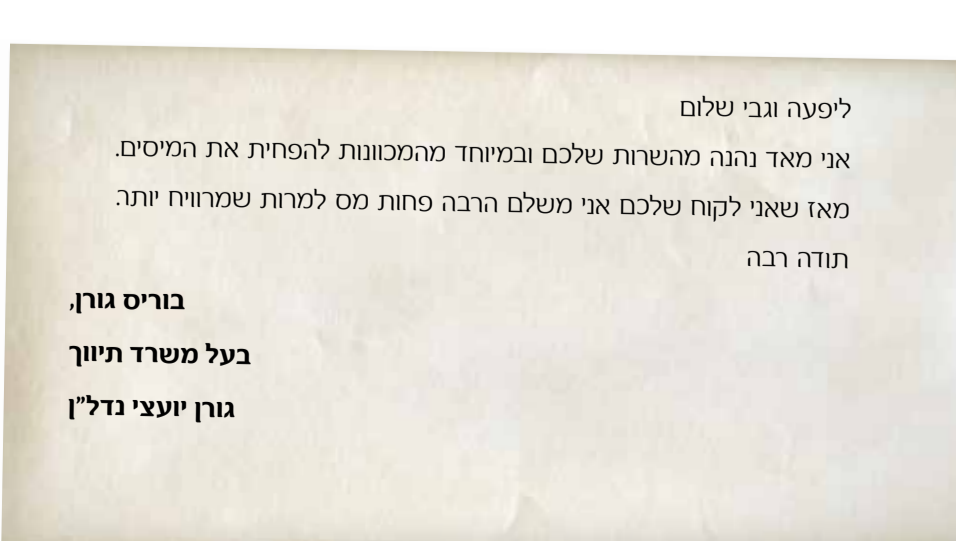 ליפעה וגבי שלום
אני מאד נהנה מהשרות שלכם ובמיוחד מהמכוונות להפחית את המיסים.
מאז שאני לקוח שלכם אני משלם הרבה פחות מס למרות שמרוויח יותר.
תודה רבה
בוריס גורן,
בעל משרד תיווך
גורן יועצי נדל״ן